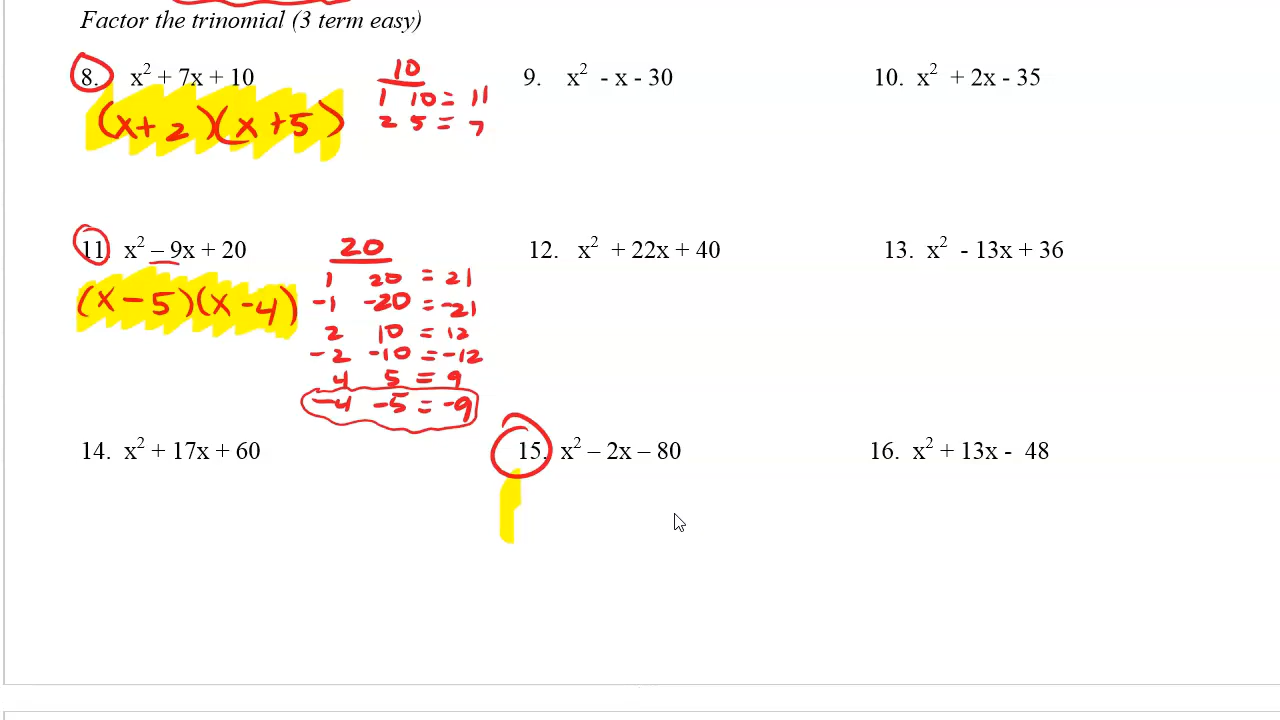 Factor the trinomial (3 term easy)
8. x² + 7x + 10
(x+2)(x+5)
10
1 10 = 11
2 5 = 7
9. x² - x - 30
10. x² + 2x - 35
11. x² – 9x + 20
(x-5)(x-4)
20
1 20 = 21
-1 -20 = -21
2 10 = 12
-2 -10 = -12
4 5 = 9
-4 -5 = -9
12. x² + 22x + 40
13. x² - 13x + 36
14. x² + 17x + 60
15. x² – 2x – 80
16. x² + 13x - 48